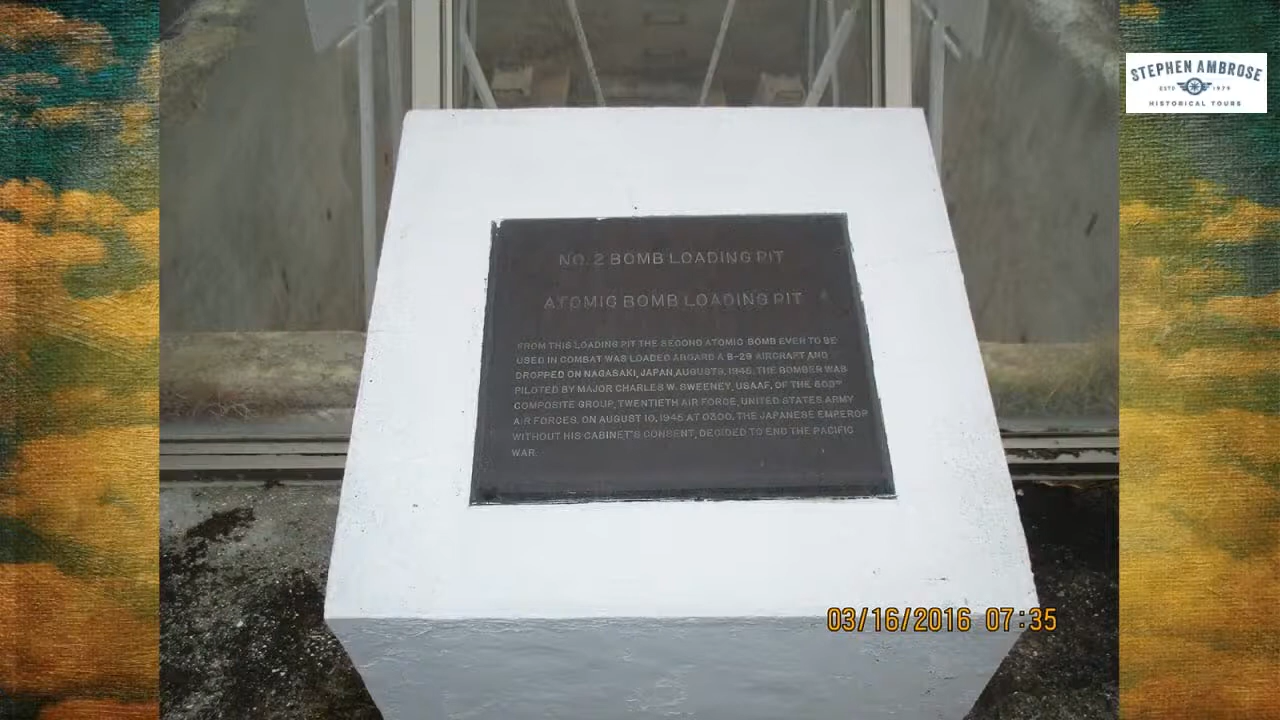 STEPHEN AMBROSE
ESTD 1979
HISTORICAL TOURS
NO. 2 BOMB LOADING PIT
ATOMIC BOMB LOADING PIT
FROM THIS LOADING PIT THE SECOND ATOMIC BOMB EVER TO BE
USED IN COMBAT WAS LOADED ABOARD A B-29 AIRCRAFT AND
DROPPED ON NAGASAKI, JAPAN, AUGUST 9, 1945. THE BOMBER WAS
PILOTED BY MAJOR CHARLES W. SWEENEY, USAAF, OF THE 509TH
COMPOSITE GROUP, TWENTIETH AIR FORCE, UNITED STATES ARMY
AIR FORCES. ON AUGUST 10, 1945 AT 0300, THE JAPANESE EMPEROR
WITHOUT HIS CABINET'S CONSENT, DECIDED TO END THE PACIFIC
WAR.
03/16/2016 07:35